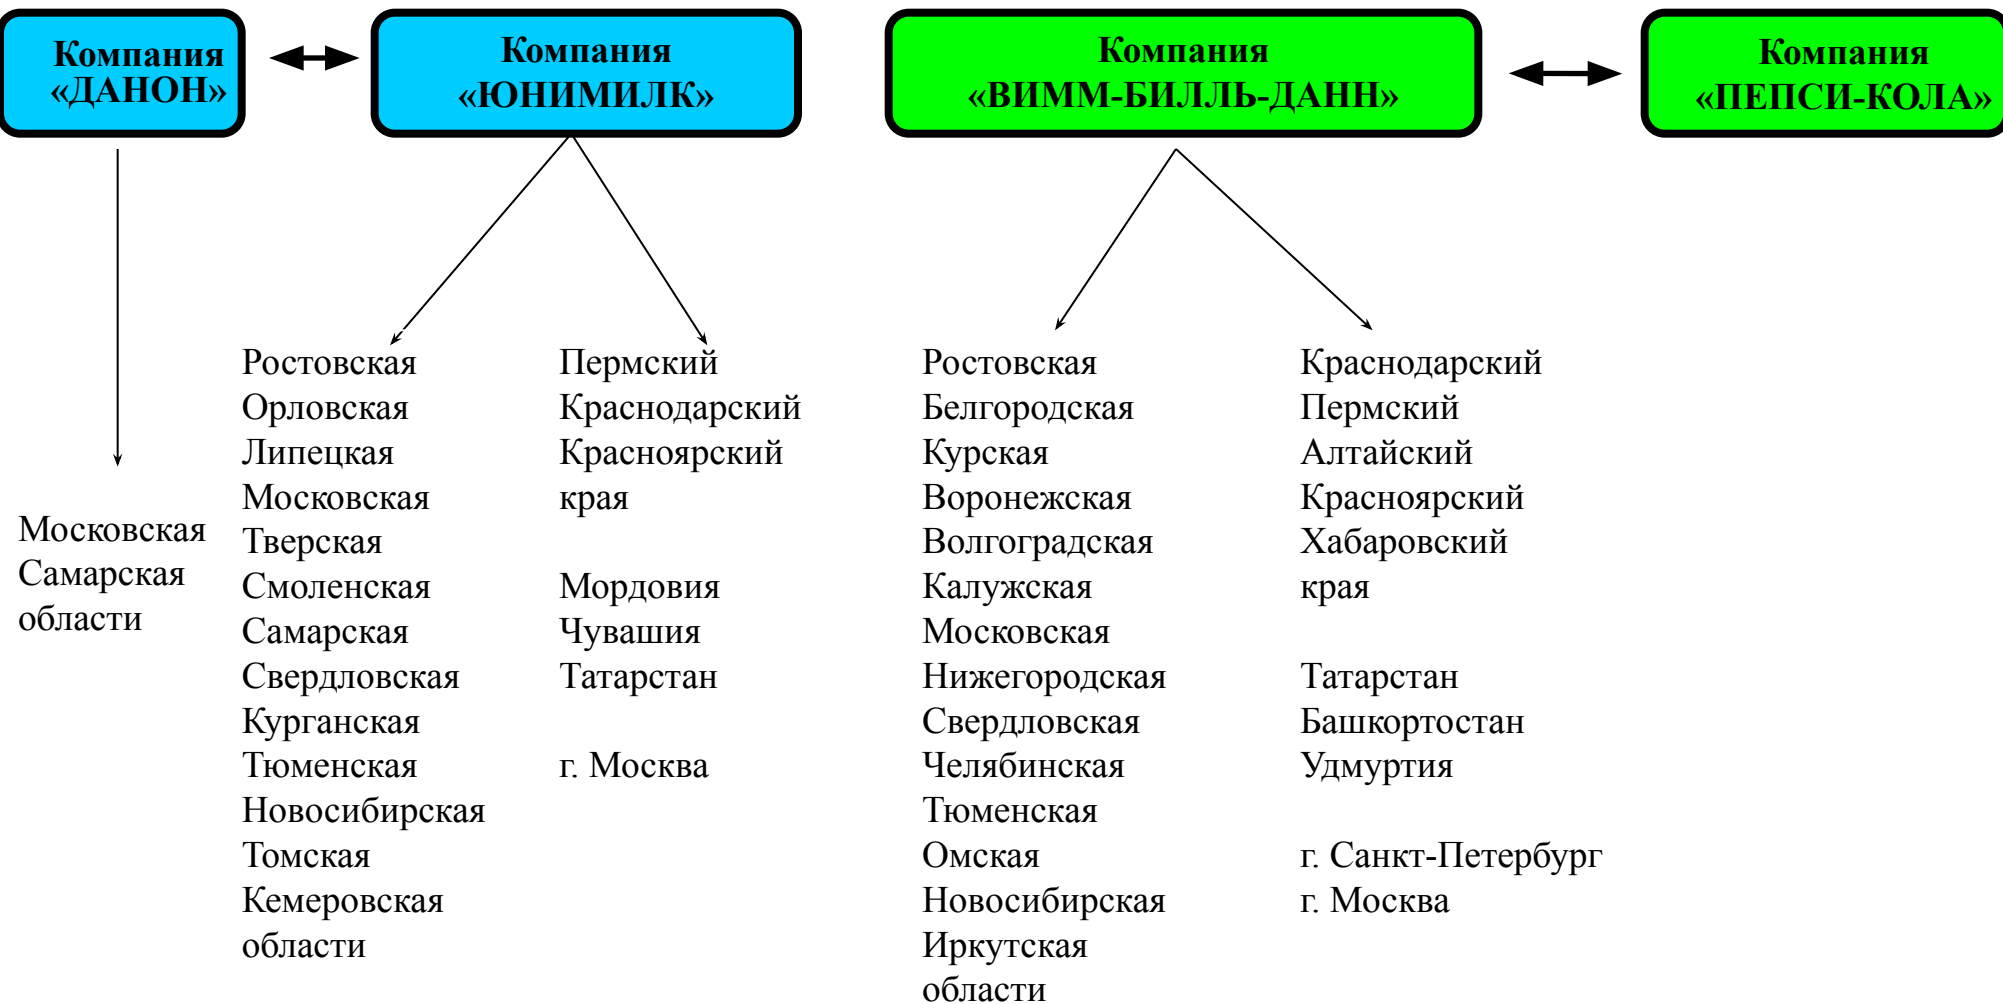 Компания
«ДАНОН»
Компания
«ЮНИМИЛК»
Компания
«ВИММ-БИЛЛЬ-ДАНН»
Компания
«ПЕПСИ-КОЛА»
Московская
Самарская
области
Ростовская
Орловская
Липецкая
Московская
Тверская
Смоленская
Самарская
Свердловская
Курганская
Тюменская
Новосибирская
Томская
Кемеровская
области
Пермский
Краснодарский
Красноярский
края
Мордовия
Чувашия
Татарстан
г. Москва
Ростовская
Белгородская
Курская
Воронежская
Волгоградская
Калужская
Московская
Нижегородская
Свердловская
Челябинская
Тюменская
Омская
Новосибирская
Иркутская
области
Краснодарский
Пермский
Алтайский
Красноярский
Хабаровский
края
Татарстан
Башкортостан
Удмуртия
г. Санкт-Петербург
г. Москва